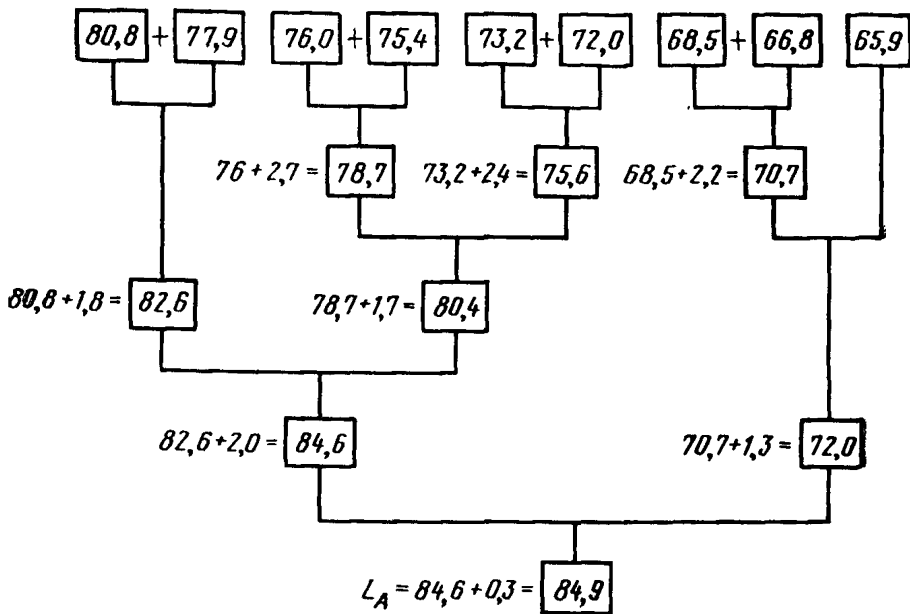 80,8 + 77,9 76,0 + 75,4 73,2 + 72,0 68,5 + 66,8 65,9
76 + 2,7 = 78,7 73,2 + 2,4 = 75,6 68,5 + 2,2 = 70,7
80,8 + 1,8 = 82,6 78,7 + 1,7 = 80,4
82,6 + 2,0 = 84,6 70,7 + 1,3 = 72,0
L_A = 84,6 + 0,3 = 84,9